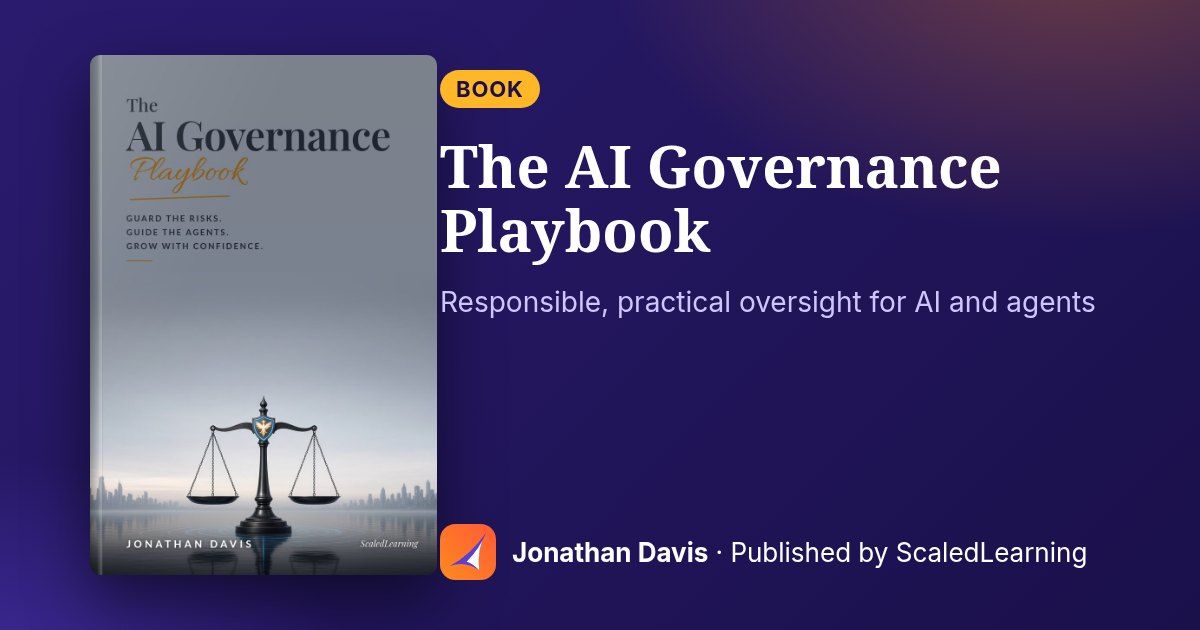 The
AI Governance
Playbook
GUARD THE RISKS.
GUIDE THE AGENTS.
GROW WITH CONFIDENCE.
JONATHAN DAVIS
ScaledLearning
BOOK
The AI Governance
Playbook
Responsible, practical oversight for AI and agents
Jonathan Davis · Published by ScaledLearning